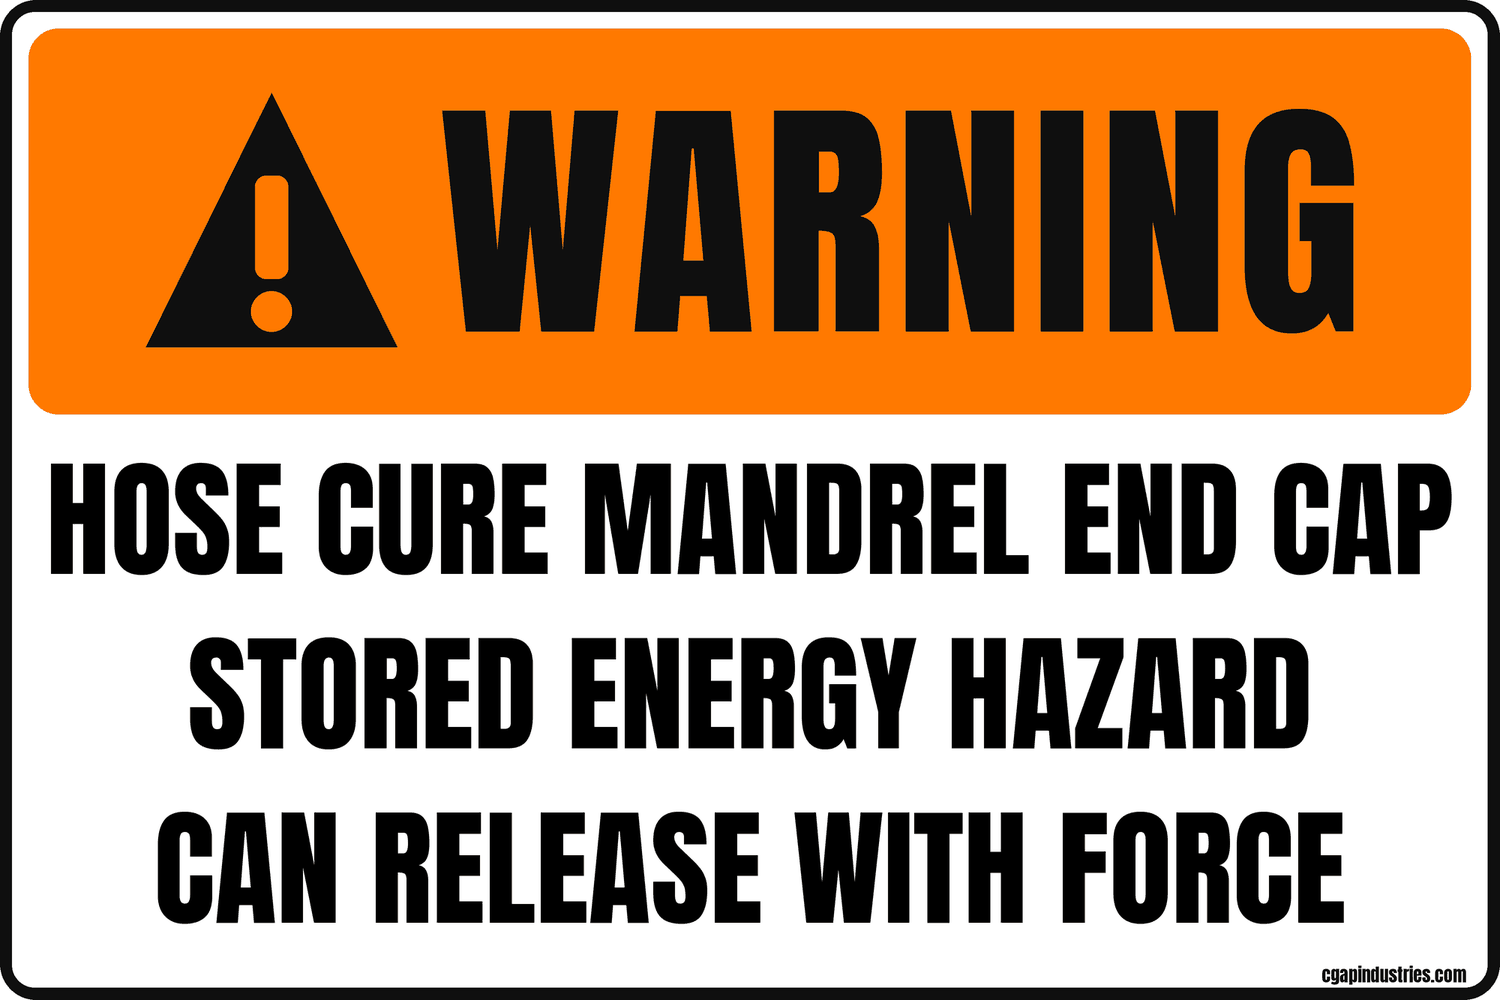 WARNING
HOSE CURE MANDREL END CAP
STORED ENERGY HAZARD
CAN RELEASE WITH FORCE
cgapindustries.com